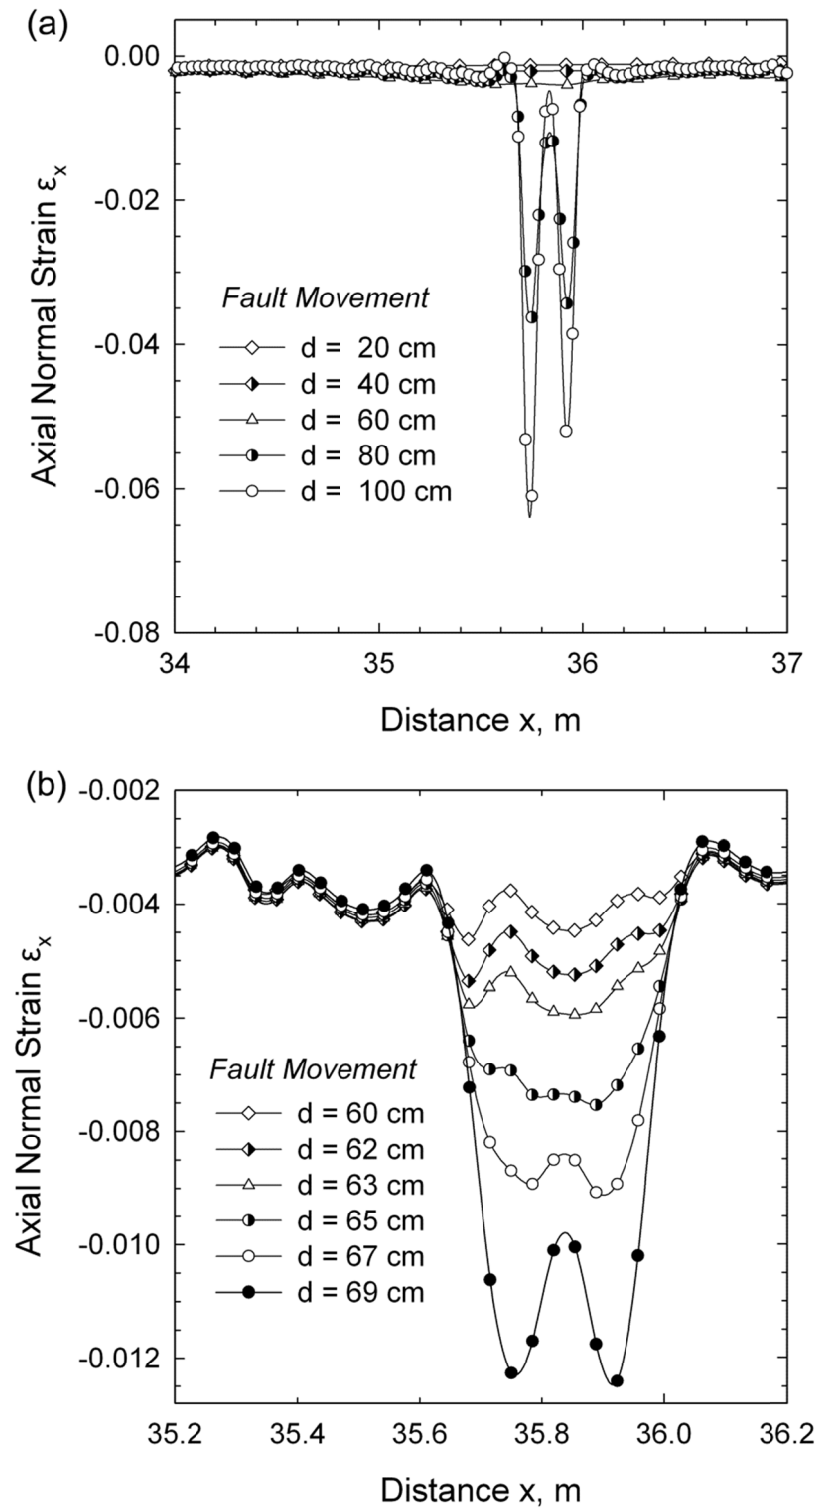 (a)
0.00
-0.02
-0.04
-0.06
-0.08
Axial Normal Strain εx
Fault Movement
d = 20 cm
d = 40 cm
d = 60 cm
d = 80 cm
d = 100 cm
34 35 36 37
Distance x, m
(b)
-0.002
-0.004
-0.006
-0.008
-0.010
-0.012
Axial Normal Strain εx
Fault Movement
d = 60 cm
d = 62 cm
d = 63 cm
d = 65 cm
d = 67 cm
d = 69 cm
35.2 35.4 35.6 35.8 36.0 36.2
Distance x, m